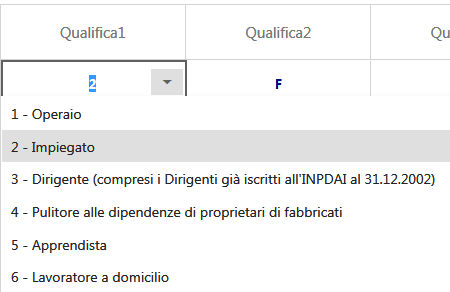 Qualifica1 Qualifica2 Qu
2 F
1 - Operaio
2 - Impiegato
3 - Dirigente (compresi i Dirigenti già iscritti all'INPDAI al 31.12.2002)
4 - Pulitore alle dipendenze di proprietari di fabbricati
5 - Apprendista
6 - Lavoratore a domicilio